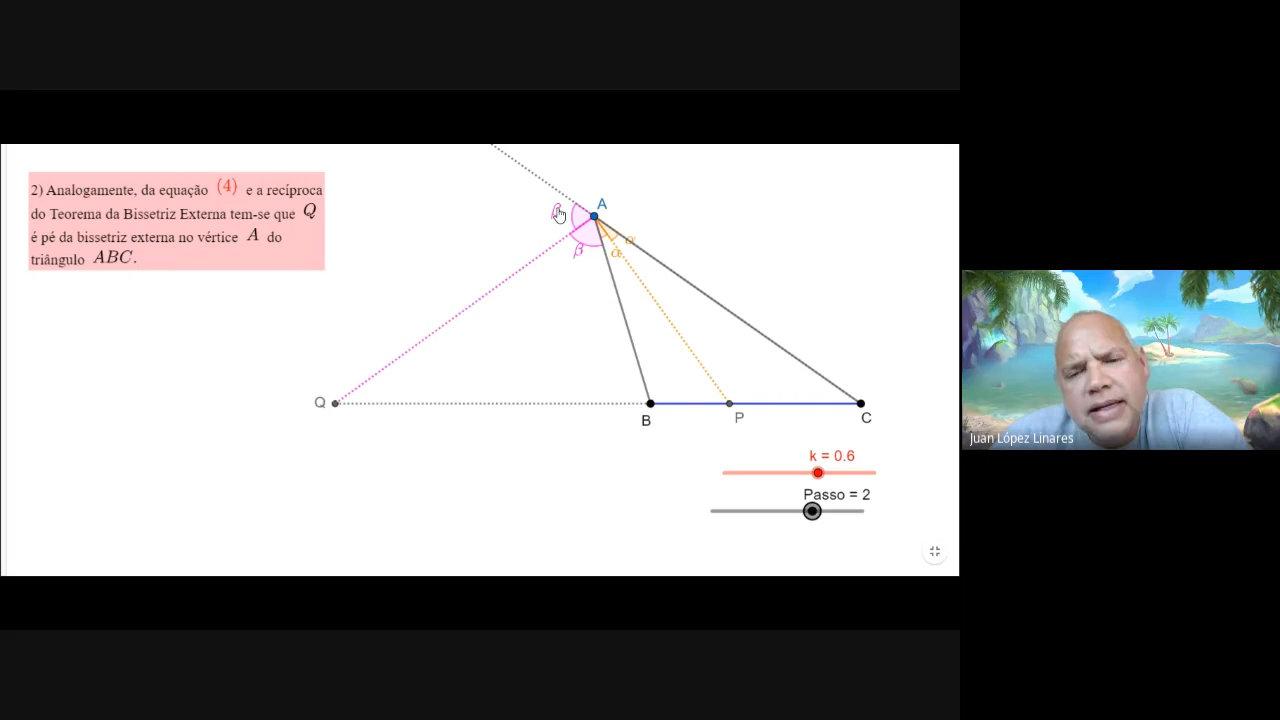 2) Analogamente, da equação (4) e a recíproca
do Teorema da Bissetriz Externa tem-se que Q
é pé da bissetriz externa no vértice A do
triângulo ABC.
A
β
β
α
α
Q
B
P
C
k = 0.6
Passo = 2
Juan López Linares